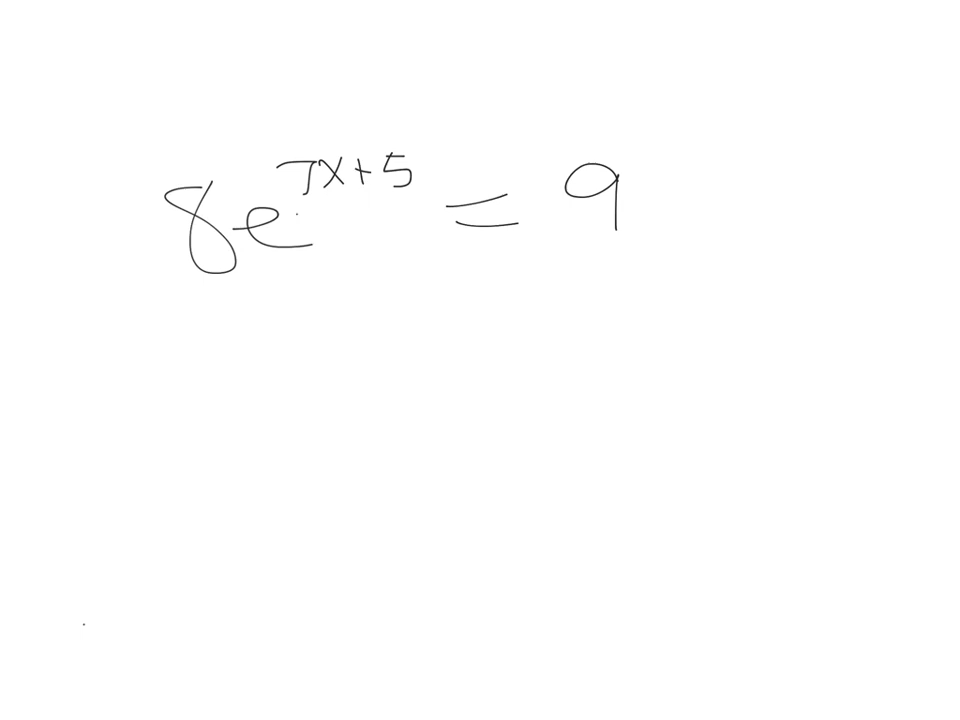 8e^{7x+5} = 9